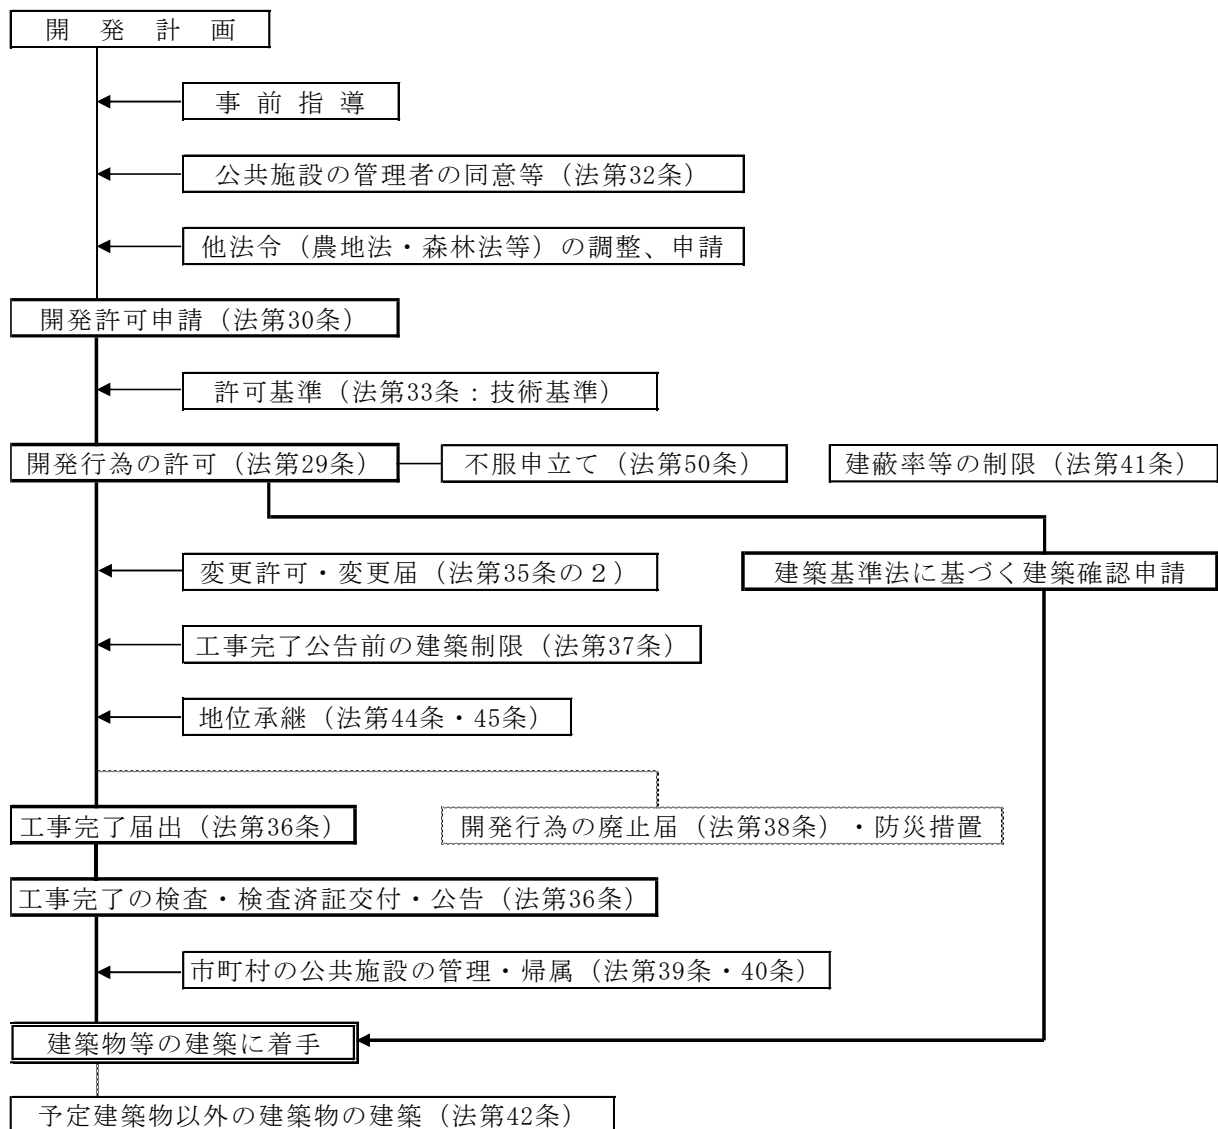 開発計画
事前指導
公共施設の管理者の同意等（法第32条）
他法令（農地法・森林法等）の調整、申請
開発許可申請（法第30条）
許可基準（法第33条：技術基準）
開発行為の許可（法第29条）
不服申立て（法第50条）
建蔽率等の制限（法第41条）
変更許可・変更届（法第35条の２）
建築基準法に基づく建築確認申請
工事完了公告前の建築制限（法第37条）
地位承継（法第44条・45条）
工事完了届出（法第36条）
開発行為の廃止届（法第38条）・防災措置
工事完了の検査・検査済証交付・公告（法第36条）
市町村の公共施設の管理・帰属（法第39条・40条）
建築物等の建築に着手
予定建築物以外の建築物の建築（法第42条）